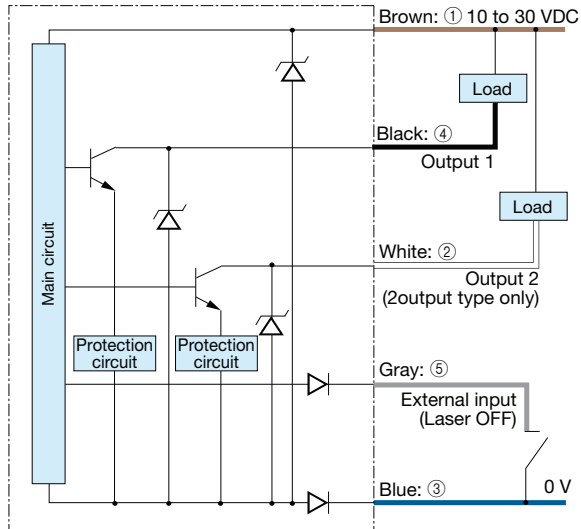 Brown: ① 10 to 30 VDC
Load
Black: ④
Output 1
Load
White: ②
Output 2
(2output type only)
Main circuit
Protection
circuit
Protection
circuit
Gray: ⑤
External input
(Laser OFF)
Blue: ③
0 V